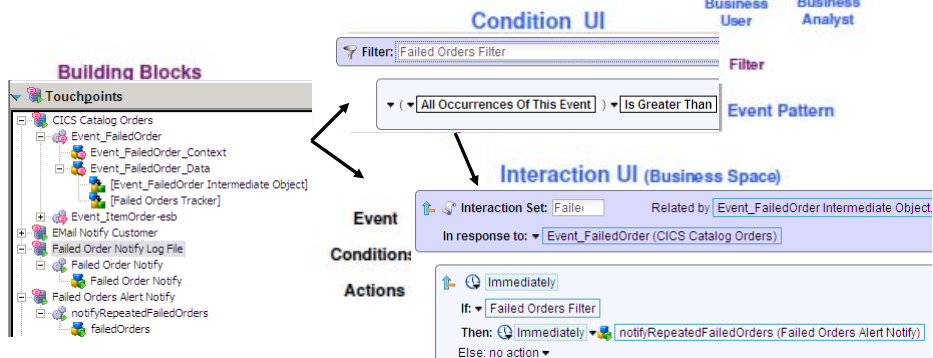 Business User
Business Analyst
Condition UI
Filter: Failed Orders Filter
Filter
( All Occurrences Of This Event ) Is Greater Than
Event Pattern
Building Blocks
Touchpoints
CICS Catalog Orders
Event_FailedOrder
Event_FailedOrder_Context
Event_FailedOrder_Data
[Event_FailedOrder Intermediate Object]
[Failed Orders Tracker]
Event_ItemOrder-esb
EMail Notify Customer
Failed Order Notify Log File
Failed Order Notify
Failed Order Notify
Failed Orders Alert Notify
notifyRepeatedFailedOrders
failedOrders
Interaction UI (Business Space)
Event
Conditions
Actions
Interaction Set: Faile Related by Event_FailedOrder Intermediate Object.
In response to: Event_FailedOrder (CICS Catalog Orders)
Immediately
If: Failed Orders Filter
Then: Immediately notifyRepeatedFailedOrders (Failed Orders Alert Notify)
Else: no action